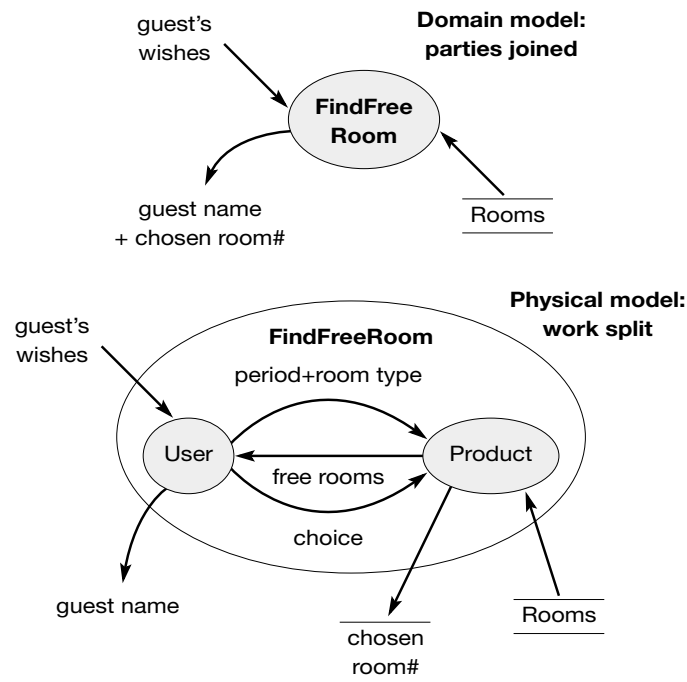 guest's
wishes
Domain model:
parties joined
FindFree
Room
guest name
+ chosen room#
Rooms
Physical model:
work split
guest's
wishes
FindFreeRoom
period+room type
User
Product
free rooms
choice
guest name
chosen
room#
Rooms